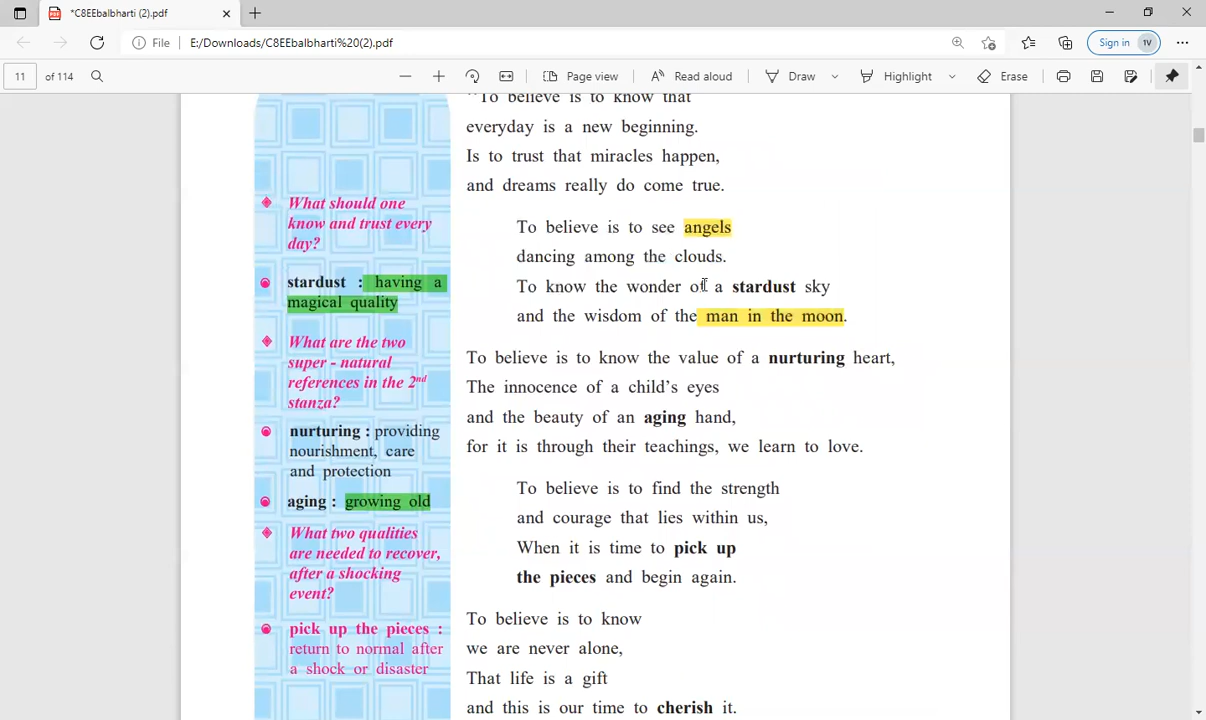 *C8EEbalbharti (2).pdf
File E:/Downloads/C8EEbalbharti%20(2).pdf
Sign in 1V
11 of 114
Page view
Read aloud
Draw
Highlight
Erase
"To believe is to know that
everyday is a new beginning.
Is to trust that miracles happen,
and dreams really do come true.
To believe is to see angels
dancing among the clouds.
To know the wonder of a stardust sky
and the wisdom of the man in the moon.
To believe is to know the value of a nurturing heart,
The innocence of a child's eyes
and the beauty of an aging hand,
for it is through their teachings, we learn to love.
To believe is to find the strength
and courage that lies within us,
When it is time to pick up
the pieces and begin again.
To believe is to know
we are never alone,
That life is a gift
and this is our time to cherish it.
What should one
know and trust every
day?
stardust : having a
magical quality
What are the two
super - natural
references in the 2nd
stanza?
nurturing : providing
nourishment, care
and protection
aging : growing old
What two qualities
are needed to recover,
after a shocking
event?
pick up the pieces :
return to normal after
a shock or disaster